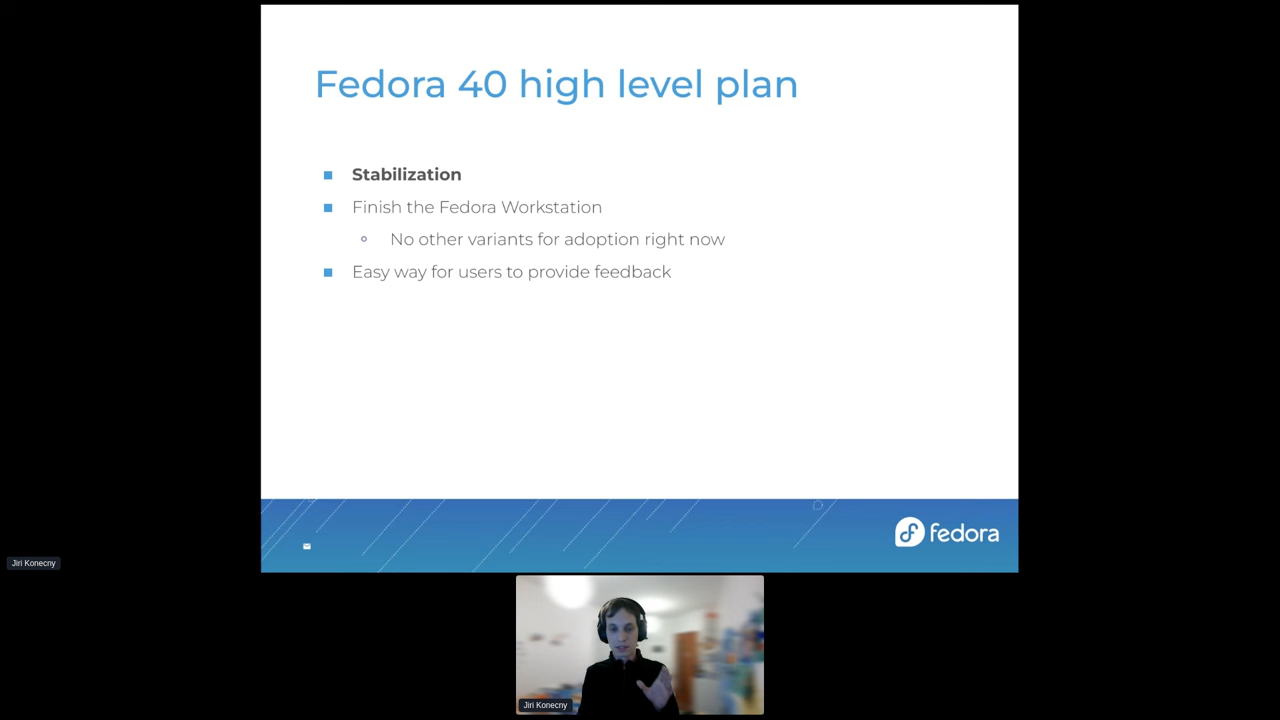 Fedora 40 high level plan
Stabilization
Finish the Fedora Workstation
No other variants for adoption right now
Easy way for users to provide feedback
fedora
Jiri Konecny
Jiri Konecny